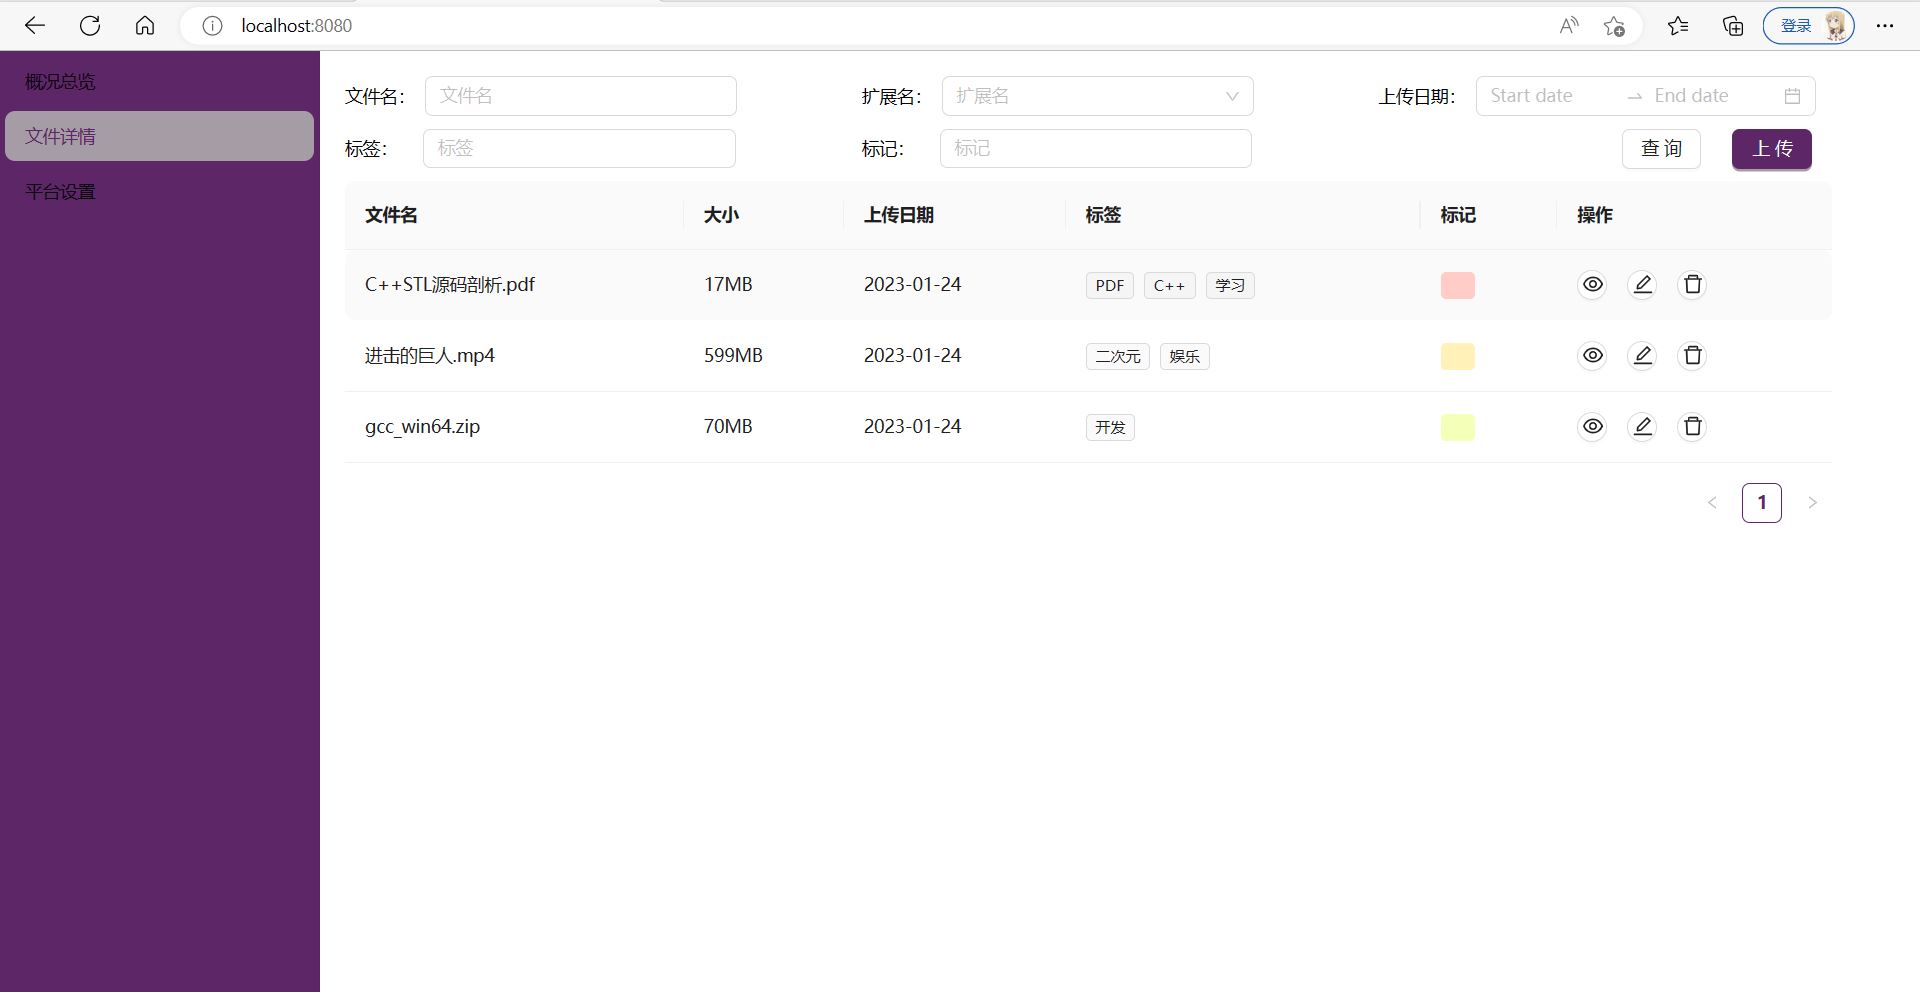 localhost:8080
登录
概况总览
文件详情
平台设置
文件名： 文件名 扩展名： 扩展名 上传日期： Start date → End date
标签： 标签 标记： 标记 查 询 上 传
文件名 大小 上传日期 标签 标记 操作
C++STL源码剖析.pdf 17MB 2023-01-24 PDF C++ 学习
进击的巨人.mp4 599MB 2023-01-24 二次元 娱乐
gcc_win64.zip 70MB 2023-01-24 开发
< 1 >